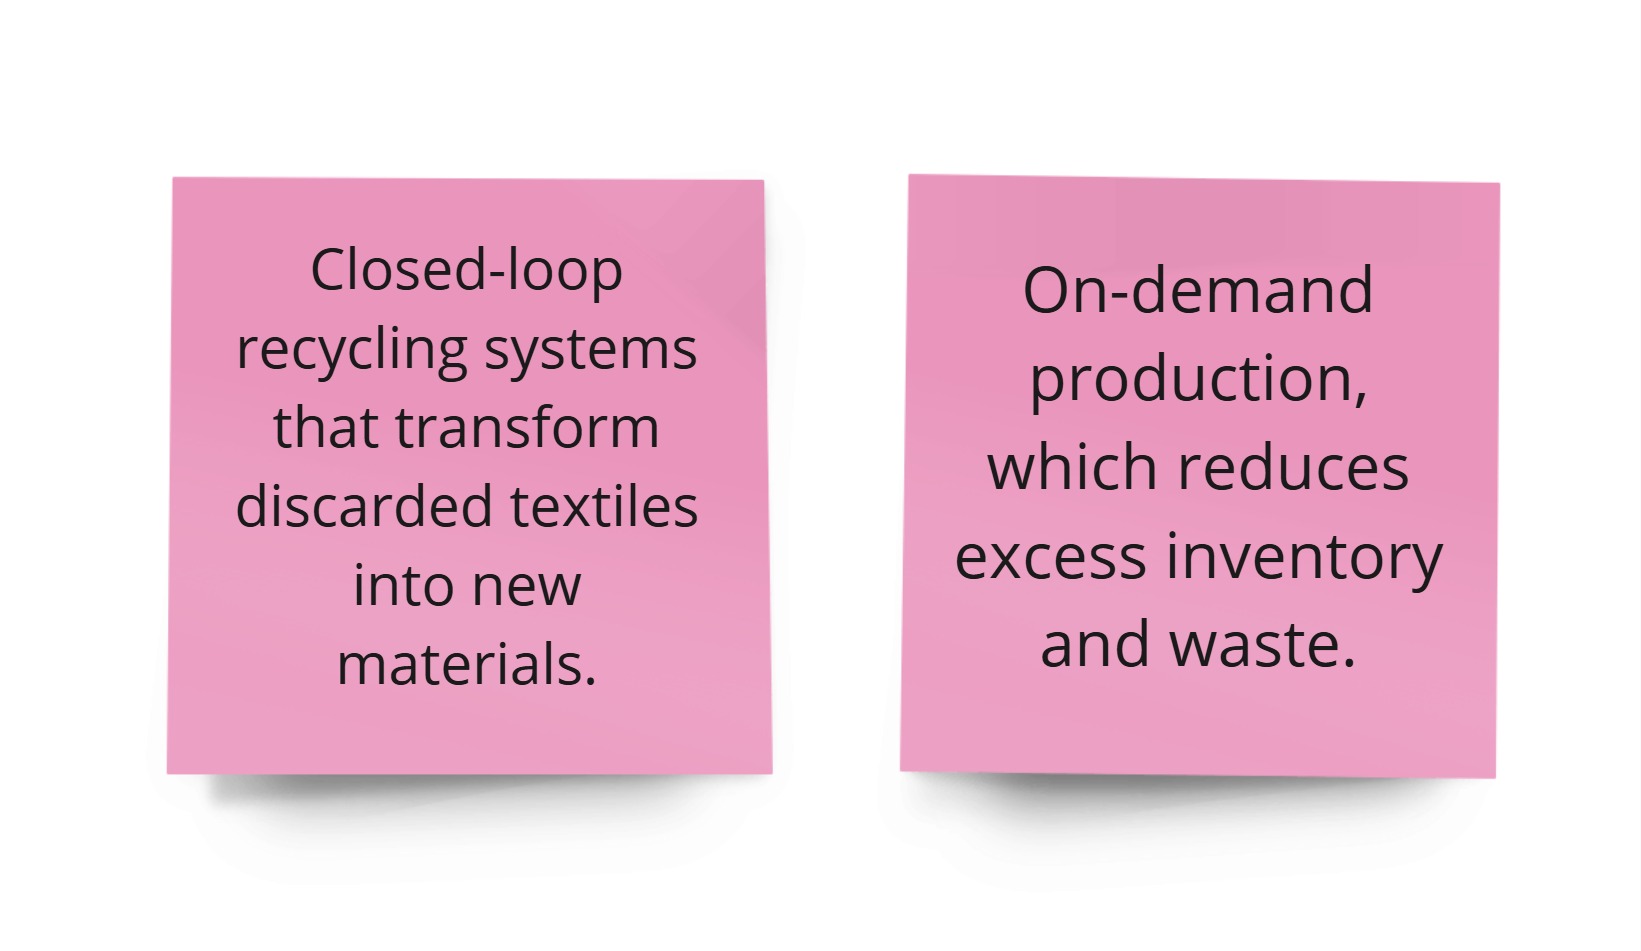 Closed-loop
recycling systems
that transform
discarded textiles
into new
materials.
On-demand
production,
which reduces
excess inventory
and waste.